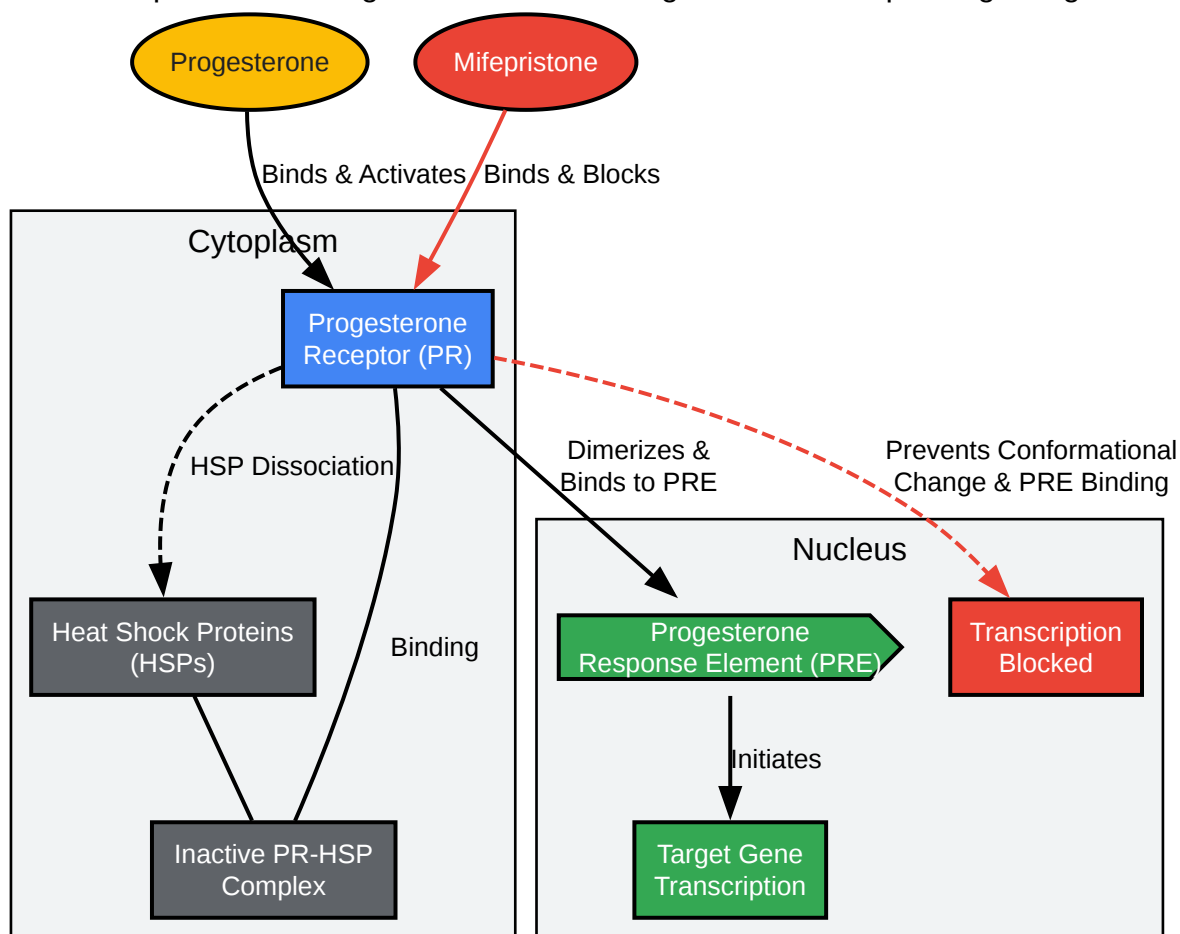 Progesterone
Mifepristone
Binds & Activates
Binds & Blocks
Cytoplasm
Progesterone
Receptor (PR)
HSP Dissociation
Dimerizes &
Binds to PRE
Prevents Conformational
Change & PRE Binding
Nucleus
Heat Shock Proteins
(HSPs)
Binding
Progesterone
Response Element (PRE)
Transcription
Blocked
Initiates
Inactive PR-HSP
Complex
Target Gene
Transcription